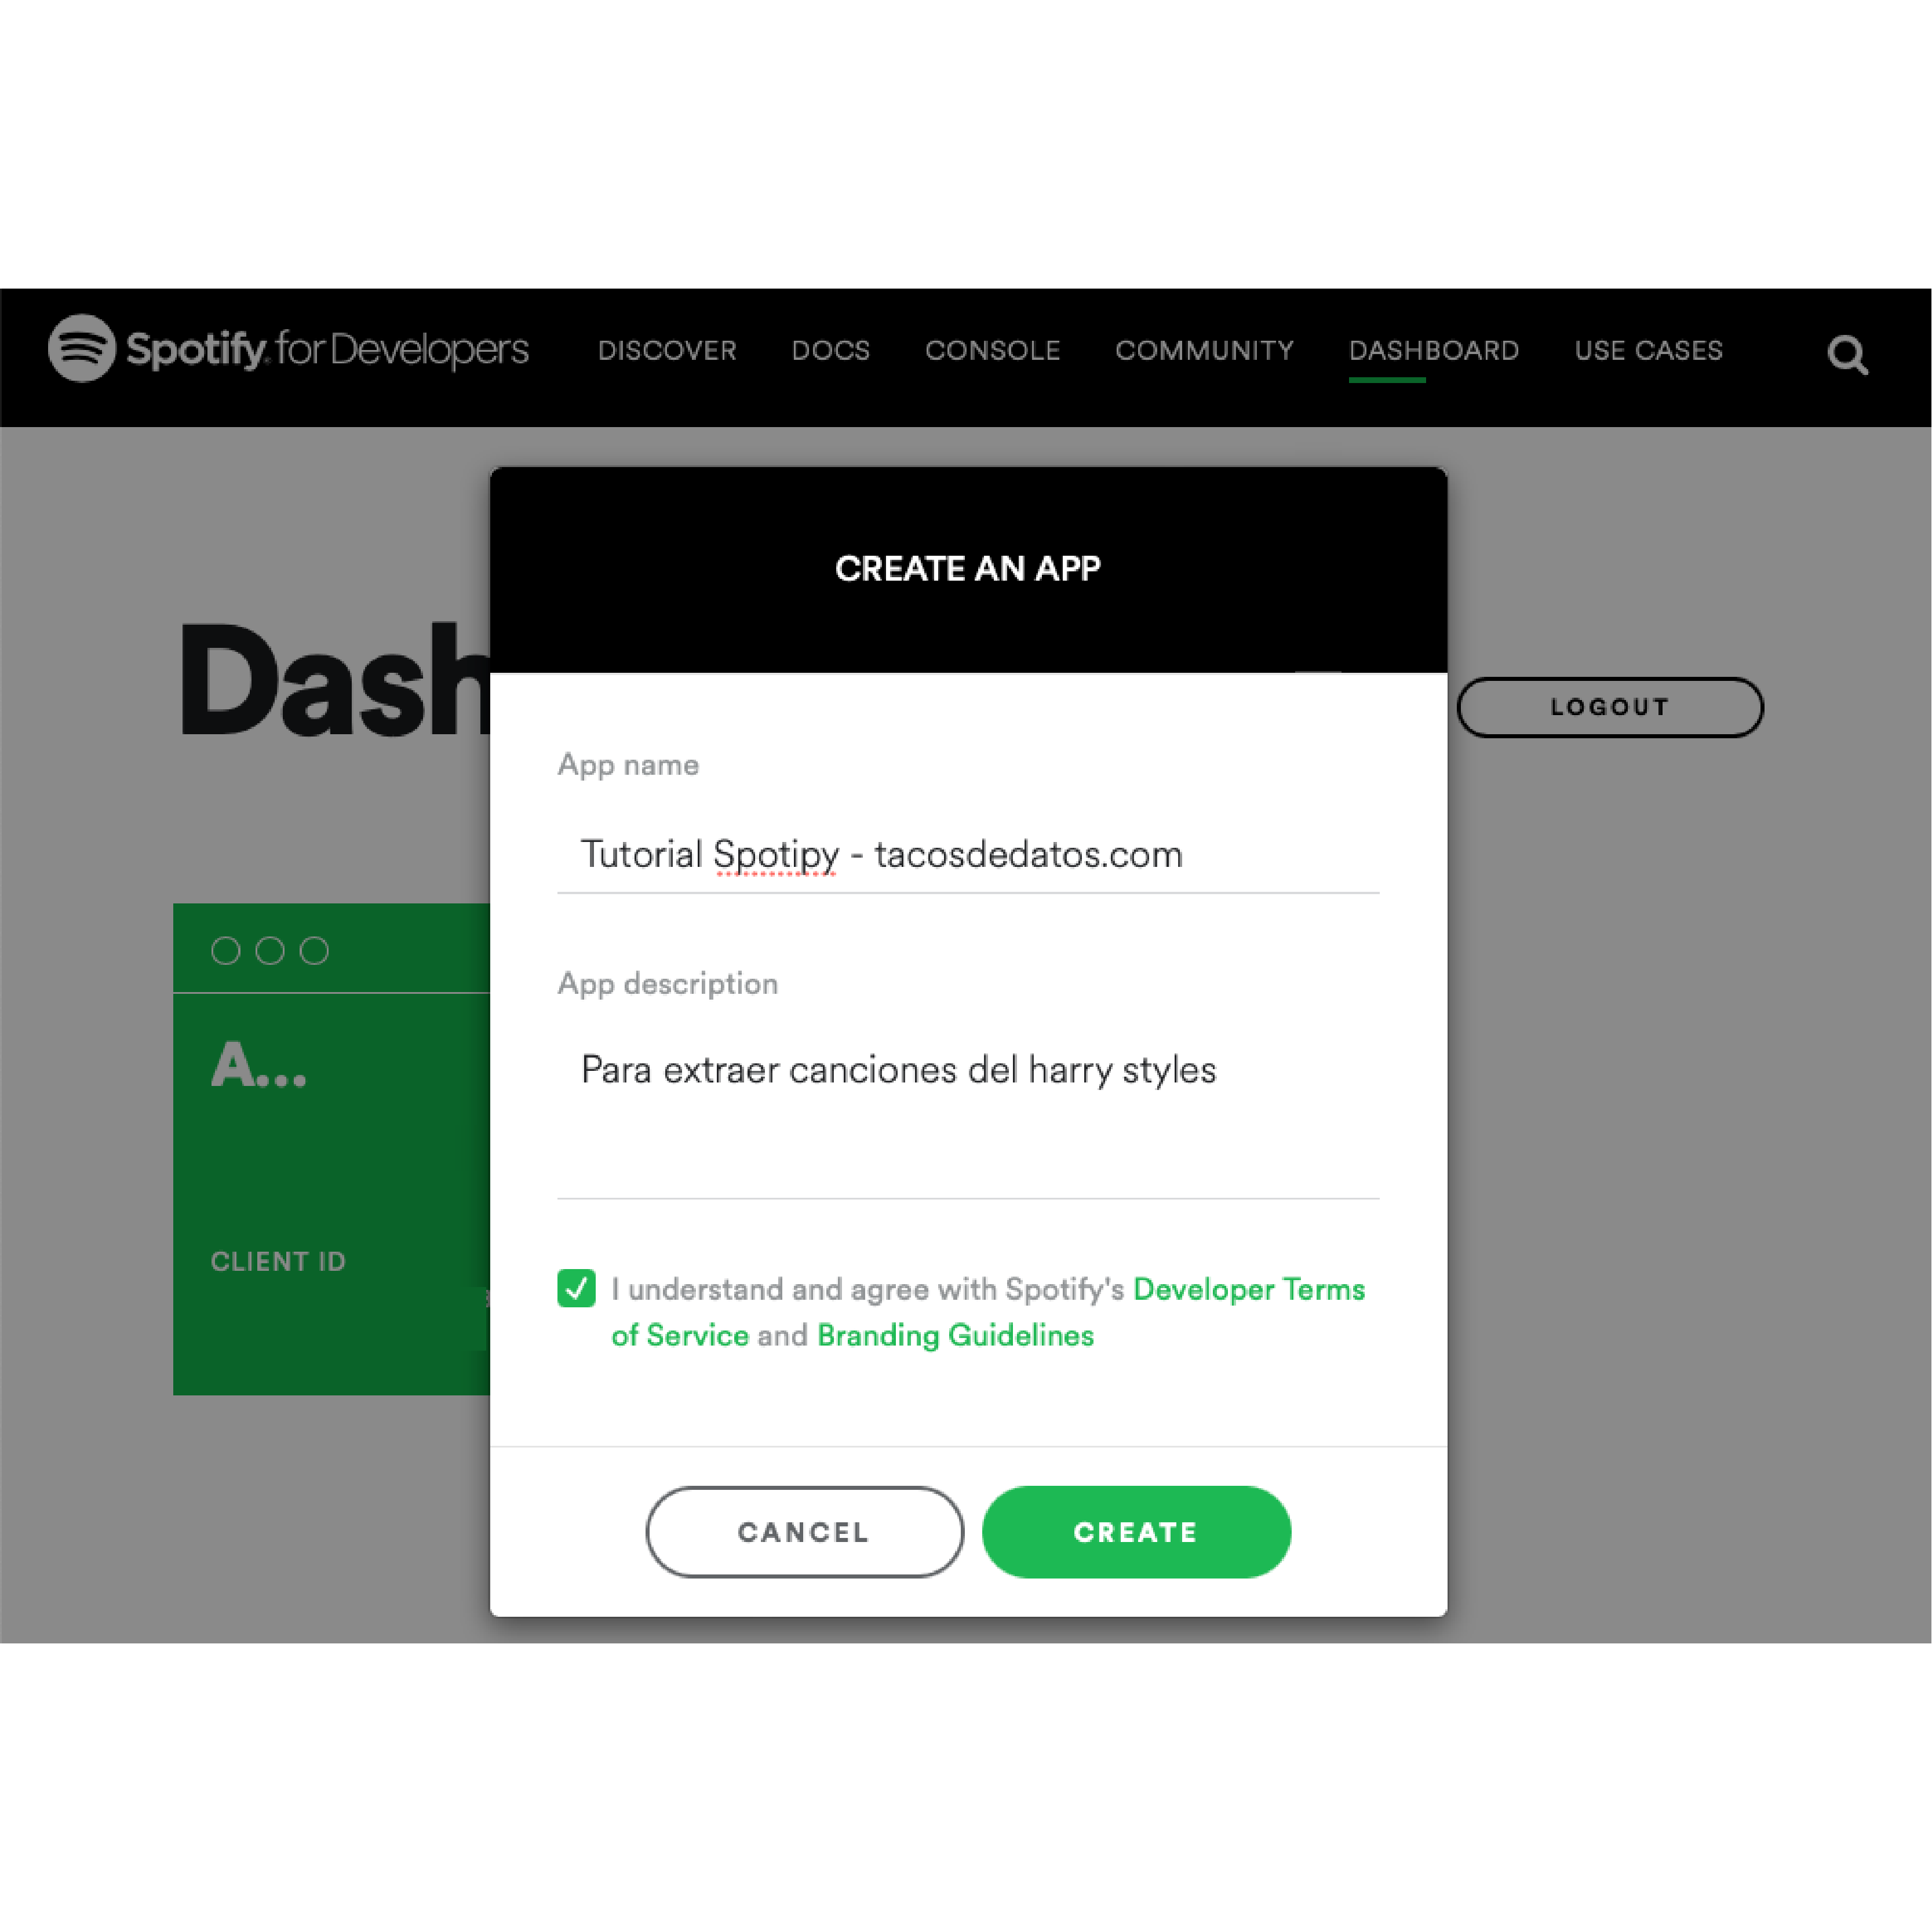 Spotify for Developers DISCOVER DOCS CONSOLE COMMUNITY DASHBOARD USE CASES
CREATE AN APP
Dash
LOGOUT
App name
Tutorial Spotipy - tacosdedatos.com
App description
Para extraer canciones del harry styles
A...
CLIENT ID
I understand and agree with Spotify's Developer Terms
of Service and Branding Guidelines
CANCEL CREATE